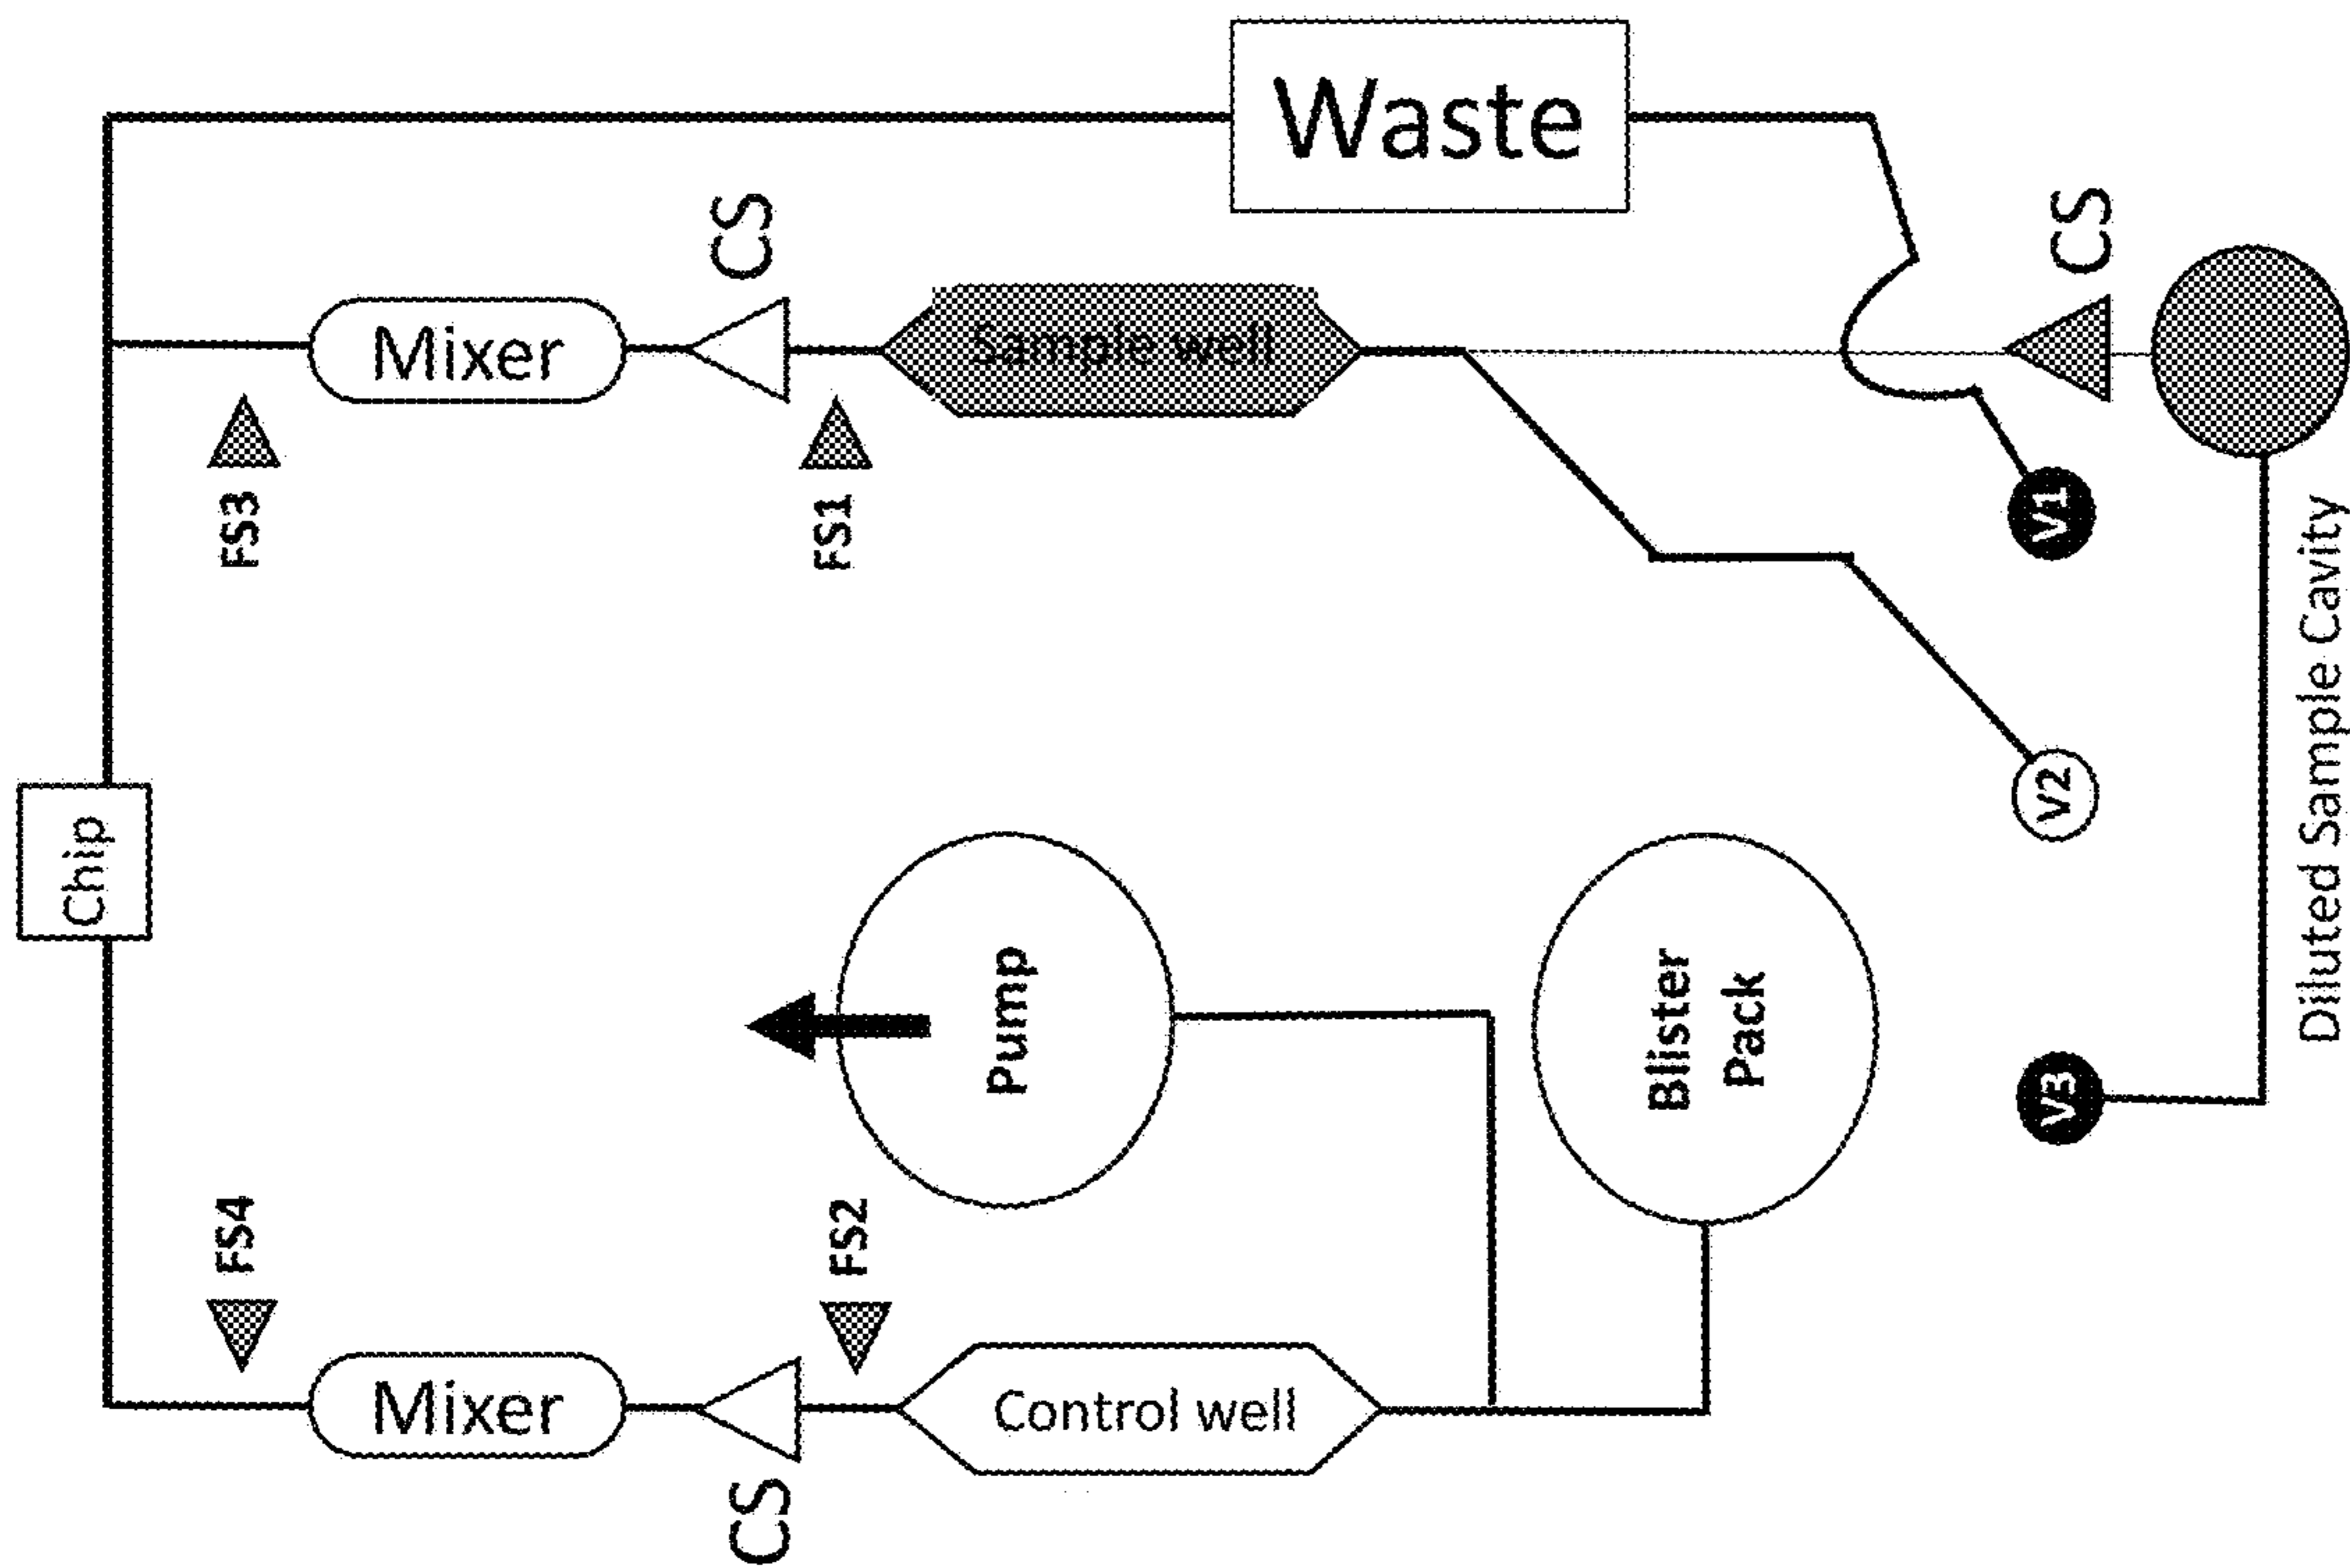 Waste
CS
CS
Mixer
Sample well
FS3
FS1
V1
Chip
V2
Diluted Sample Cavity
Pump
Blister
Pack
V3
FS4
FS2
Mixer
Control well
CS